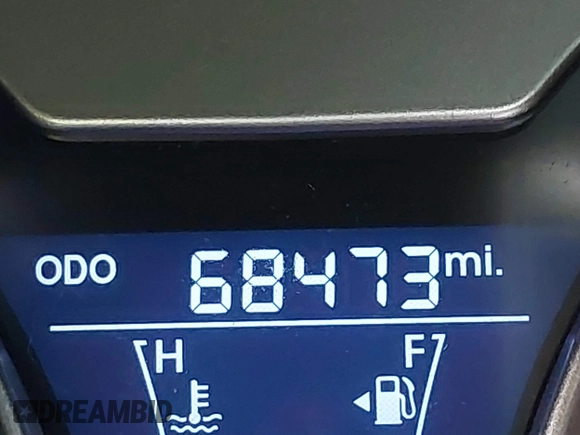 ODO 68473 mi.
H F
DREAMBID